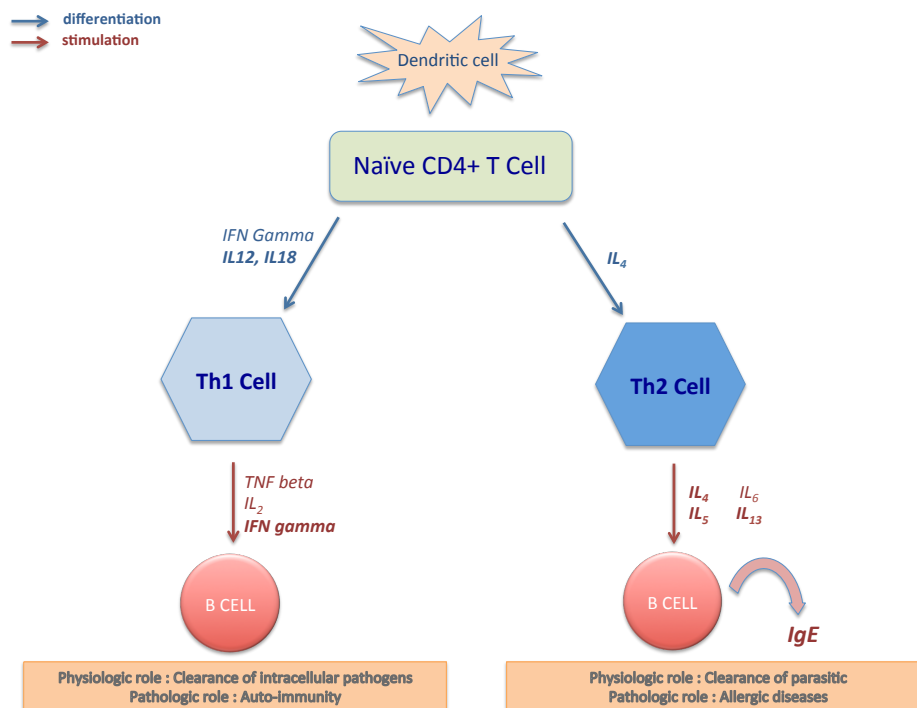 differentiation
stimulation
Dendritic cell
Naïve CD4+ T Cell
IFN Gamma
IL12, IL18
IL4
Th1 Cell
Th2 Cell
TNF beta
IL2
IFN gamma
IL4 IL6
IL5 IL13
B CELL
B CELL
IgE
Physiologic role : Clearance of intracellular pathogens
Pathologic role : Auto-immunity
Physiologic role : Clearance of parasitic
Pathologic role : Allergic diseases